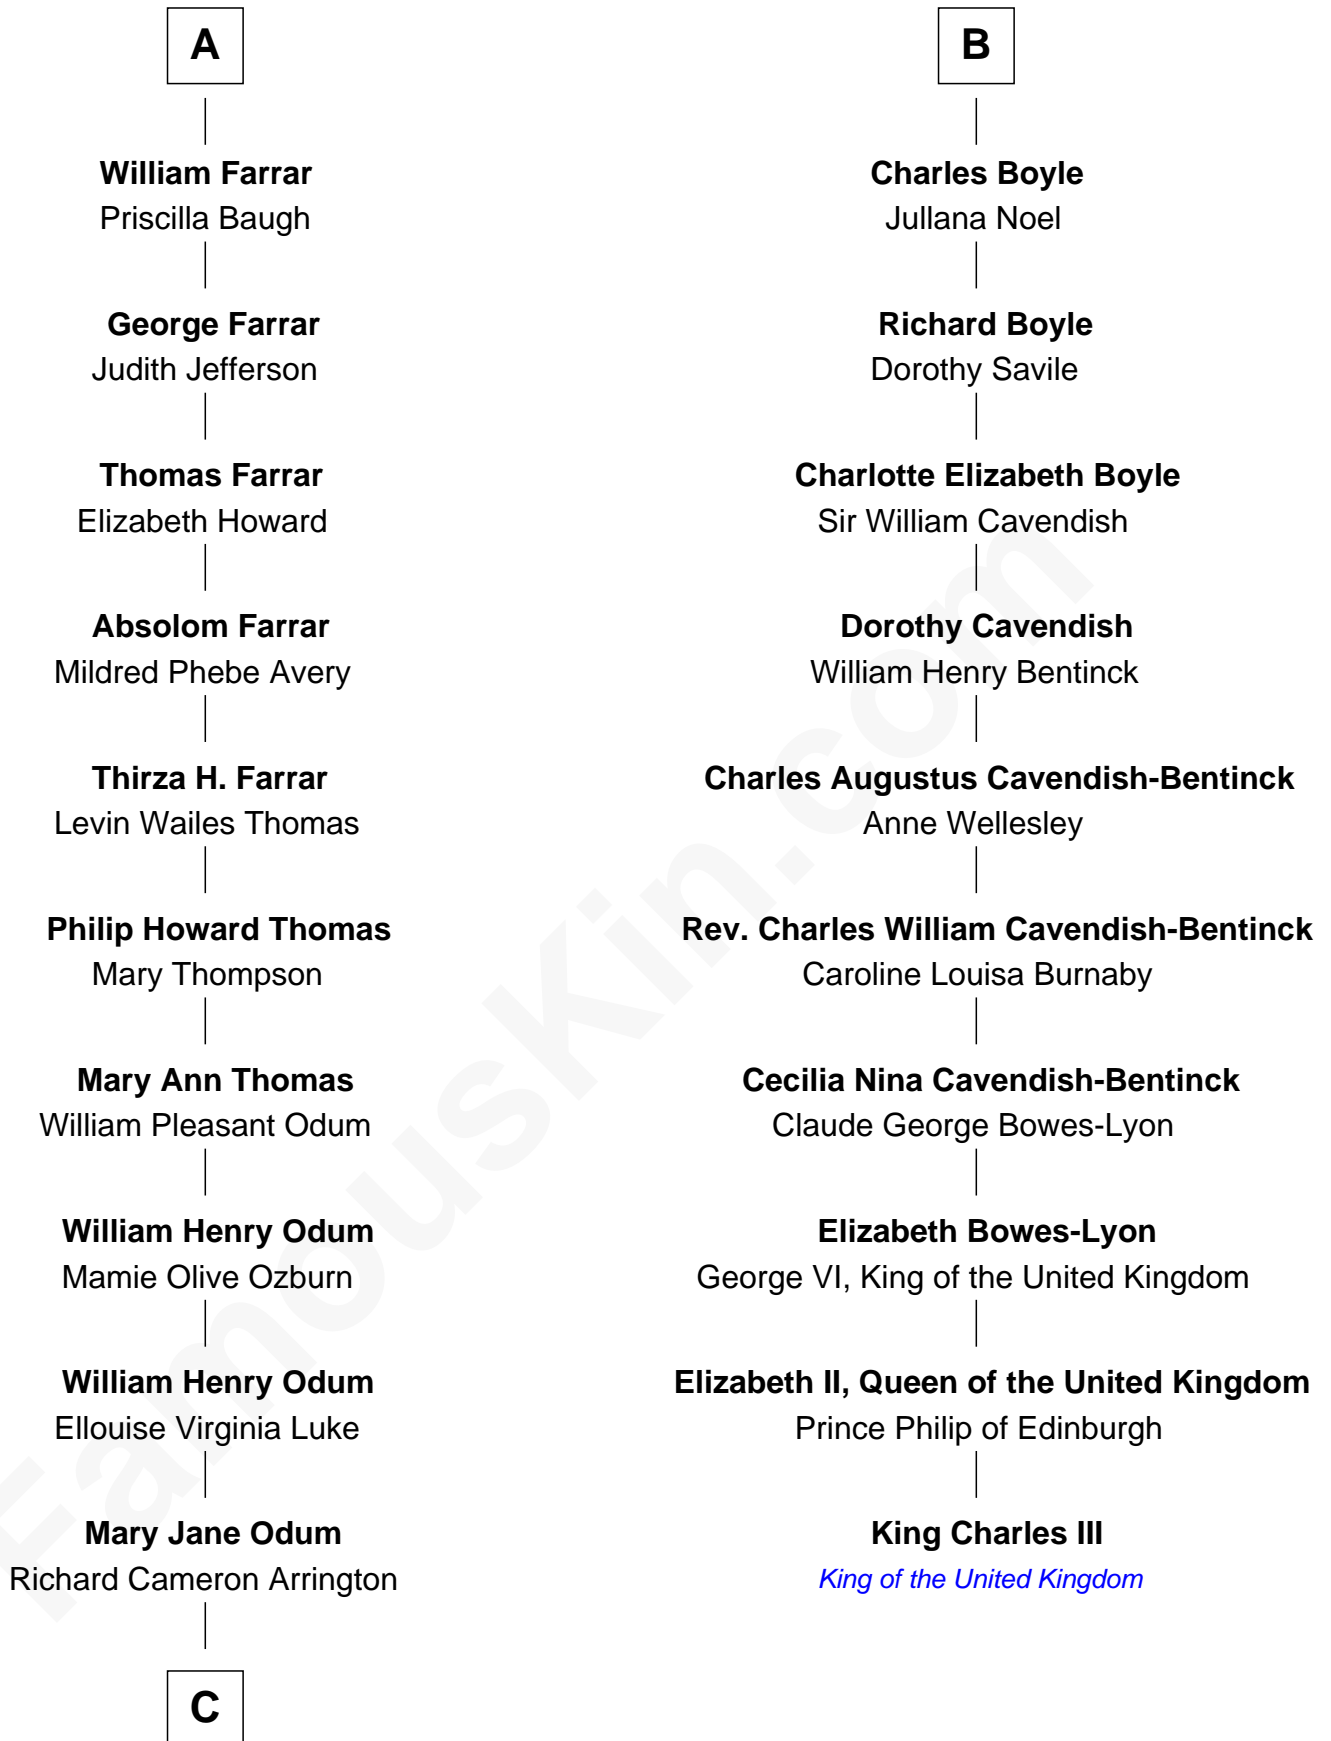 A
William Farrar
Priscilla Baugh
George Farrar
Judith Jefferson
Thomas Farrar
Elizabeth Howard
Absolom Farrar
Mildred Phebe Avery
Thirza H. Farrar
Levin Wailes Thomas
Philip Howard Thomas
Mary Thompson
Mary Ann Thomas
William Pleasant Odum
William Henry Odum
Mamie Olive Ozburn
William Henry Odum
Ellouise Virginia Luke
Mary Jane Odum
Richard Cameron Arrington
C
B
Charles Boyle
Jullana Noel
Richard Boyle
Dorothy Savile
Charlotte Elizabeth Boyle
Sir William Cavendish
Dorothy Cavendish
William Henry Bentinck
Charles Augustus Cavendish-Bentinck
Anne Wellesley
Rev. Charles William Cavendish-Bentinck
Caroline Louisa Burnaby
Cecilia Nina Cavendish-Bentinck
Claude George Bowes-Lyon
Elizabeth Bowes-Lyon
George VI, King of the United Kingdom
Elizabeth II, Queen of the United Kingdom
Prince Philip of Edinburgh
King Charles III
King of the United Kingdom
FamousKin.com